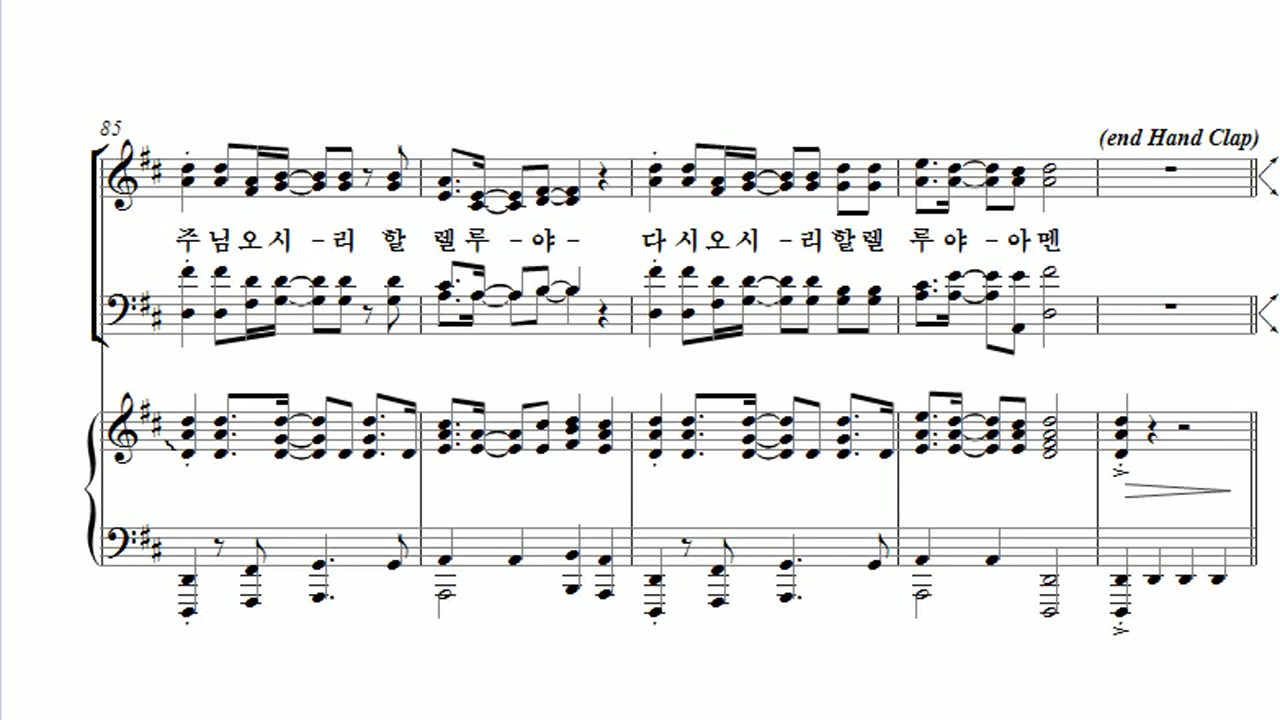 85
(end Hand Clap)
주 님 오 시 - 리 할 렐 루 - 야 - 다 시 오 시 - 리 할 렐 루 야 - 아 멘